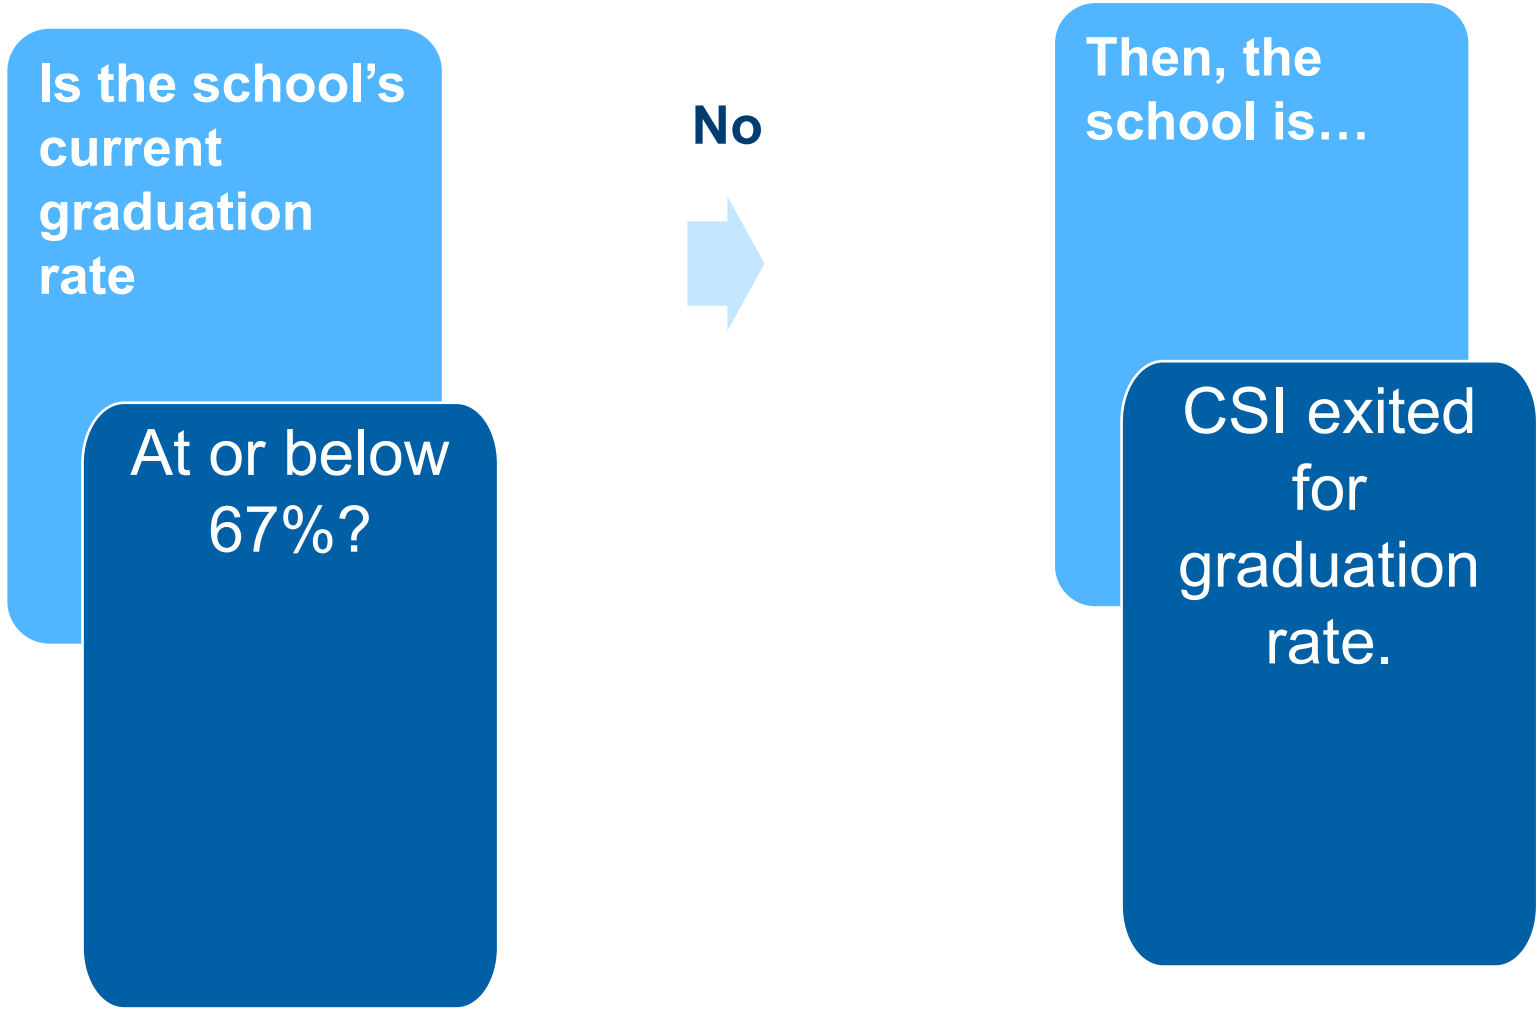 Is the school’s
current
graduation
rate
At or below
67%?
No
Then, the
school is…
CSI exited
for
graduation
rate.